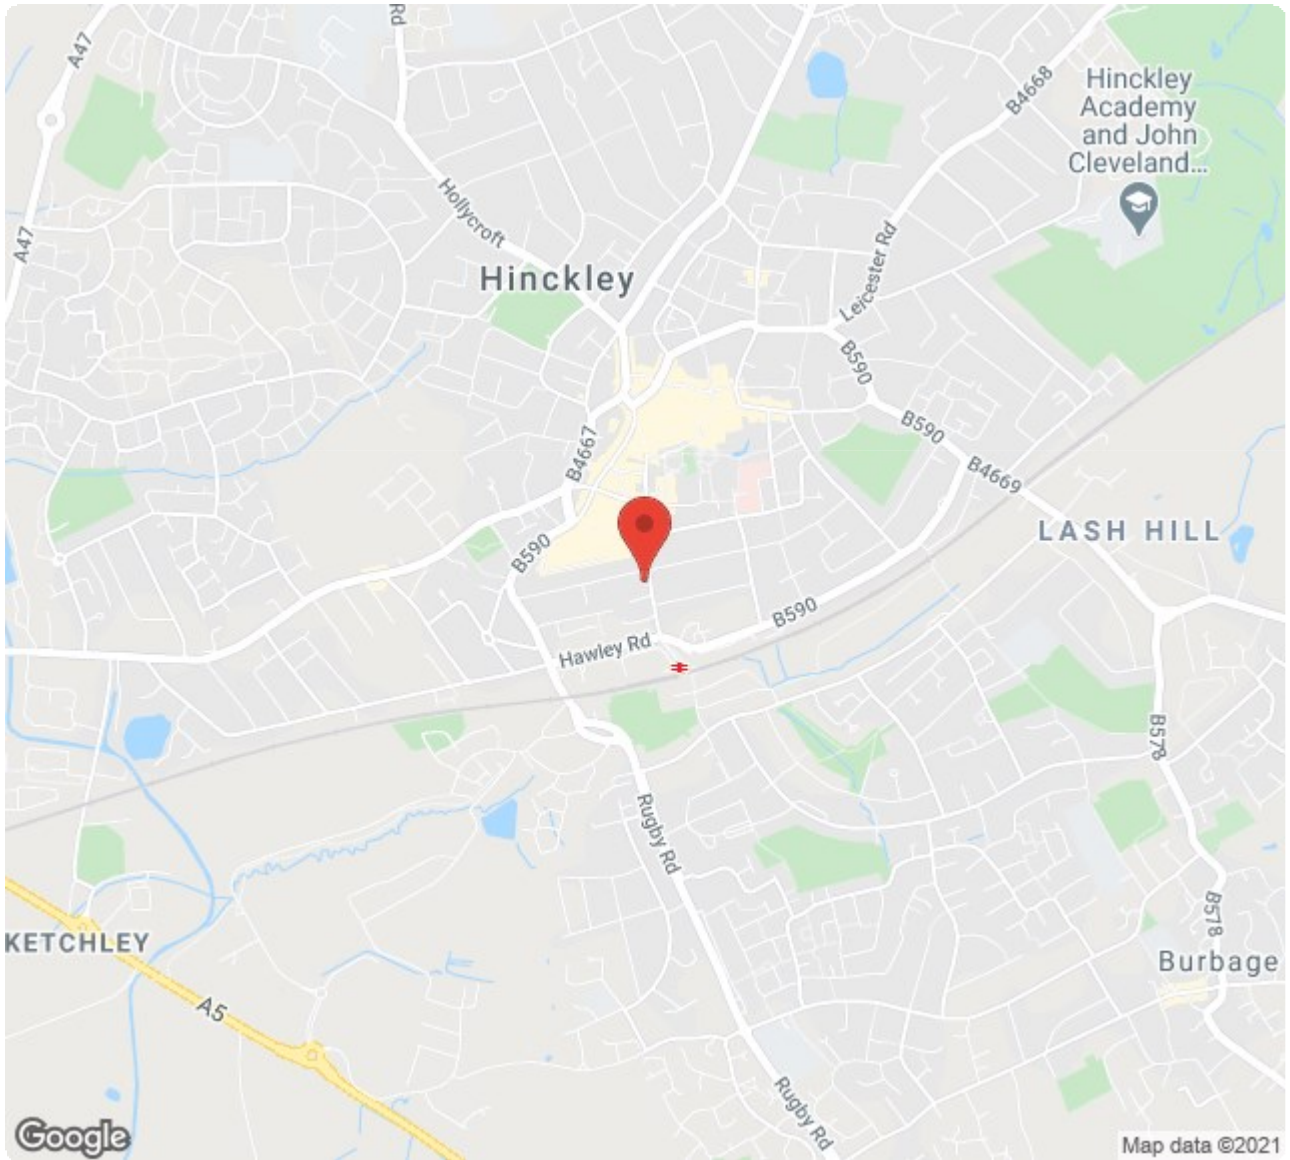 Rd
A47
Hinckley
Academy
and John
Cleveland...
B4668
Hollycroft
A47
Leicester Rd
Hinckley
B590
B590
B4667
B4669
LASH HILL
B590
B590
Hawley Rd
B578
Rugby Rd
B578
KETCHLEY
Burbage
A5
Rugby Rd
Google
Map data ©2021